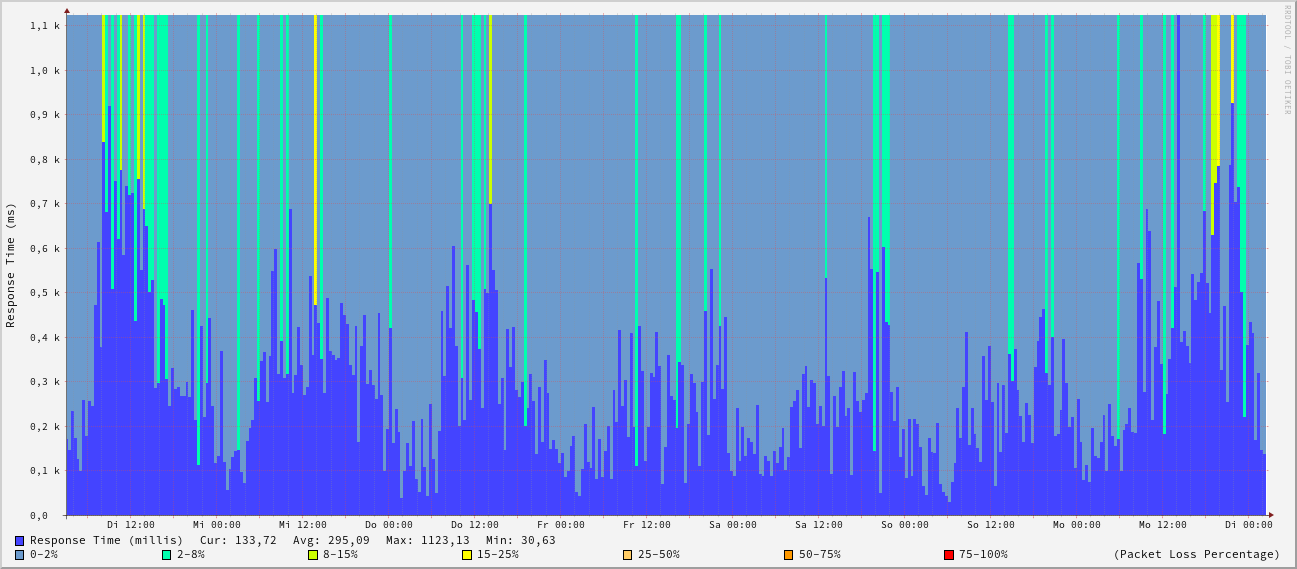 RRDTOOL / TOBI OETIKER
Response Time (ms)
1,1 k
1,0 k
0,9 k
0,8 k
0,7 k
0,6 k
0,5 k
0,4 k
0,3 k
0,2 k
0,1 k
0,0
Di 12:00 Mi 00:00 Mi 12:00 Do 00:00 Do 12:00 Fr 00:00 Fr 12:00 Sa 00:00 Sa 12:00 So 00:00 So 12:00 Mo 00:00 Mo 12:00 Di 00:00
Response Time (millis) Cur: 133,72 Avg: 295,09 Max: 1123,13 Min: 30,63
0-2% 2-8% 8-15% 15-25% 25-50% 50-75% 75-100% (Packet Loss Percentage)